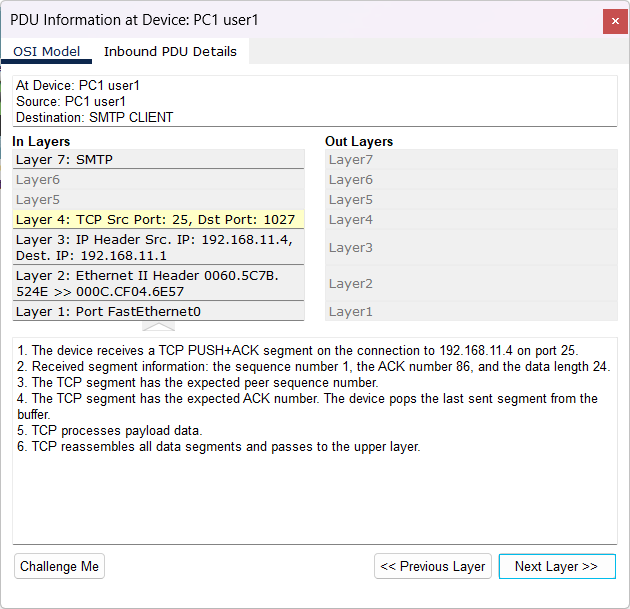 PDU Information at Device: PC1 user1
OSI Model
Inbound PDU Details
At Device: PC1 user1
Source: PC1 user1
Destination: SMTP CLIENT
In Layers
Layer 7: SMTP
Layer6
Layer5
Layer 4: TCP Src Port: 25, Dst Port: 1027
Layer 3: IP Header Src. IP: 192.168.11.4,
Dest. IP: 192.168.11.1
Layer 2: Ethernet II Header 0060.5C7B.
524E >> 000C.CF04.6E57
Layer 1: Port FastEthernet0
Out Layers
Layer7
Layer6
Layer5
Layer4
Layer3
Layer2
Layer1
1. The device receives a TCP PUSH+ACK segment on the connection to 192.168.11.4 on port 25.
2. Received segment information: the sequence number 1, the ACK number 86, and the data length 24.
3. The TCP segment has the expected peer sequence number.
4. The TCP segment has the expected ACK number. The device pops the last sent segment from the
buffer.
5. TCP processes payload data.
6. TCP reassembles all data segments and passes to the upper layer.
Challenge Me
<< Previous Layer
Next Layer >>